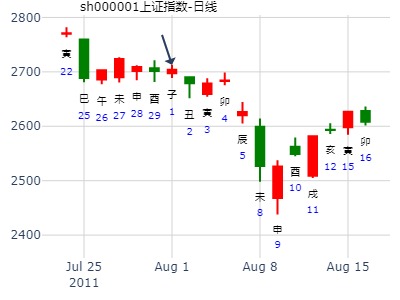 sh000001上证指数-日线
2800
2700
2600
2500
2400
寅
22
巳
25
午
26
未
27
申
28
酉
29
子
1
丑
2
寅
3
卯
4
辰
5
未
8
申
9
酉
10
戌
11
亥
12
寅
15
卯
16
Jul 25
2011
Aug 1
Aug 8
Aug 15